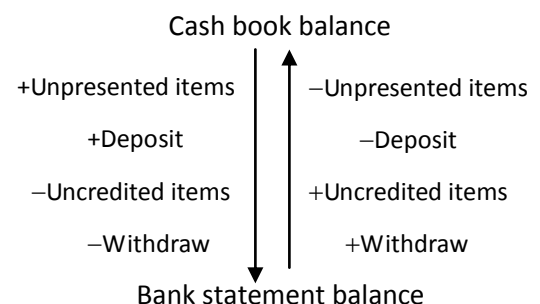 Cash book balance
+Unpresented items
−Unpresented items
+Deposit
−Deposit
−Uncredited items
+Uncredited items
−Withdraw
+Withdraw
Bank statement balance